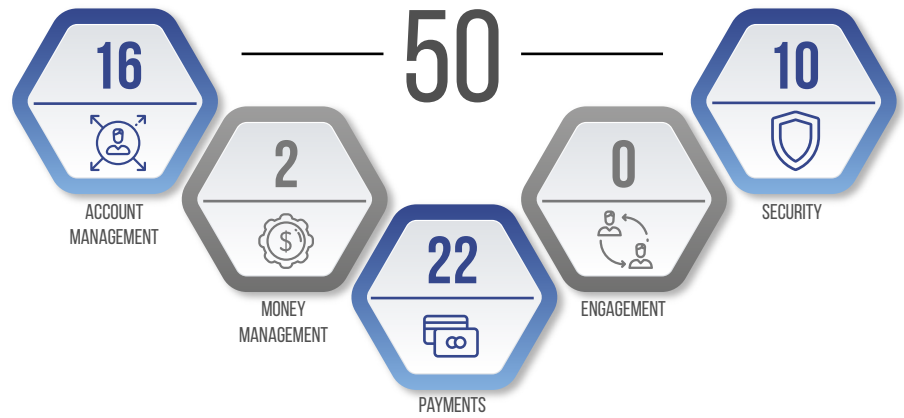 50
16
ACCOUNT
MANAGEMENT
2
$
MONEY
MANAGEMENT
22
PAYMENTS
0
ENGAGEMENT
10
SECURITY